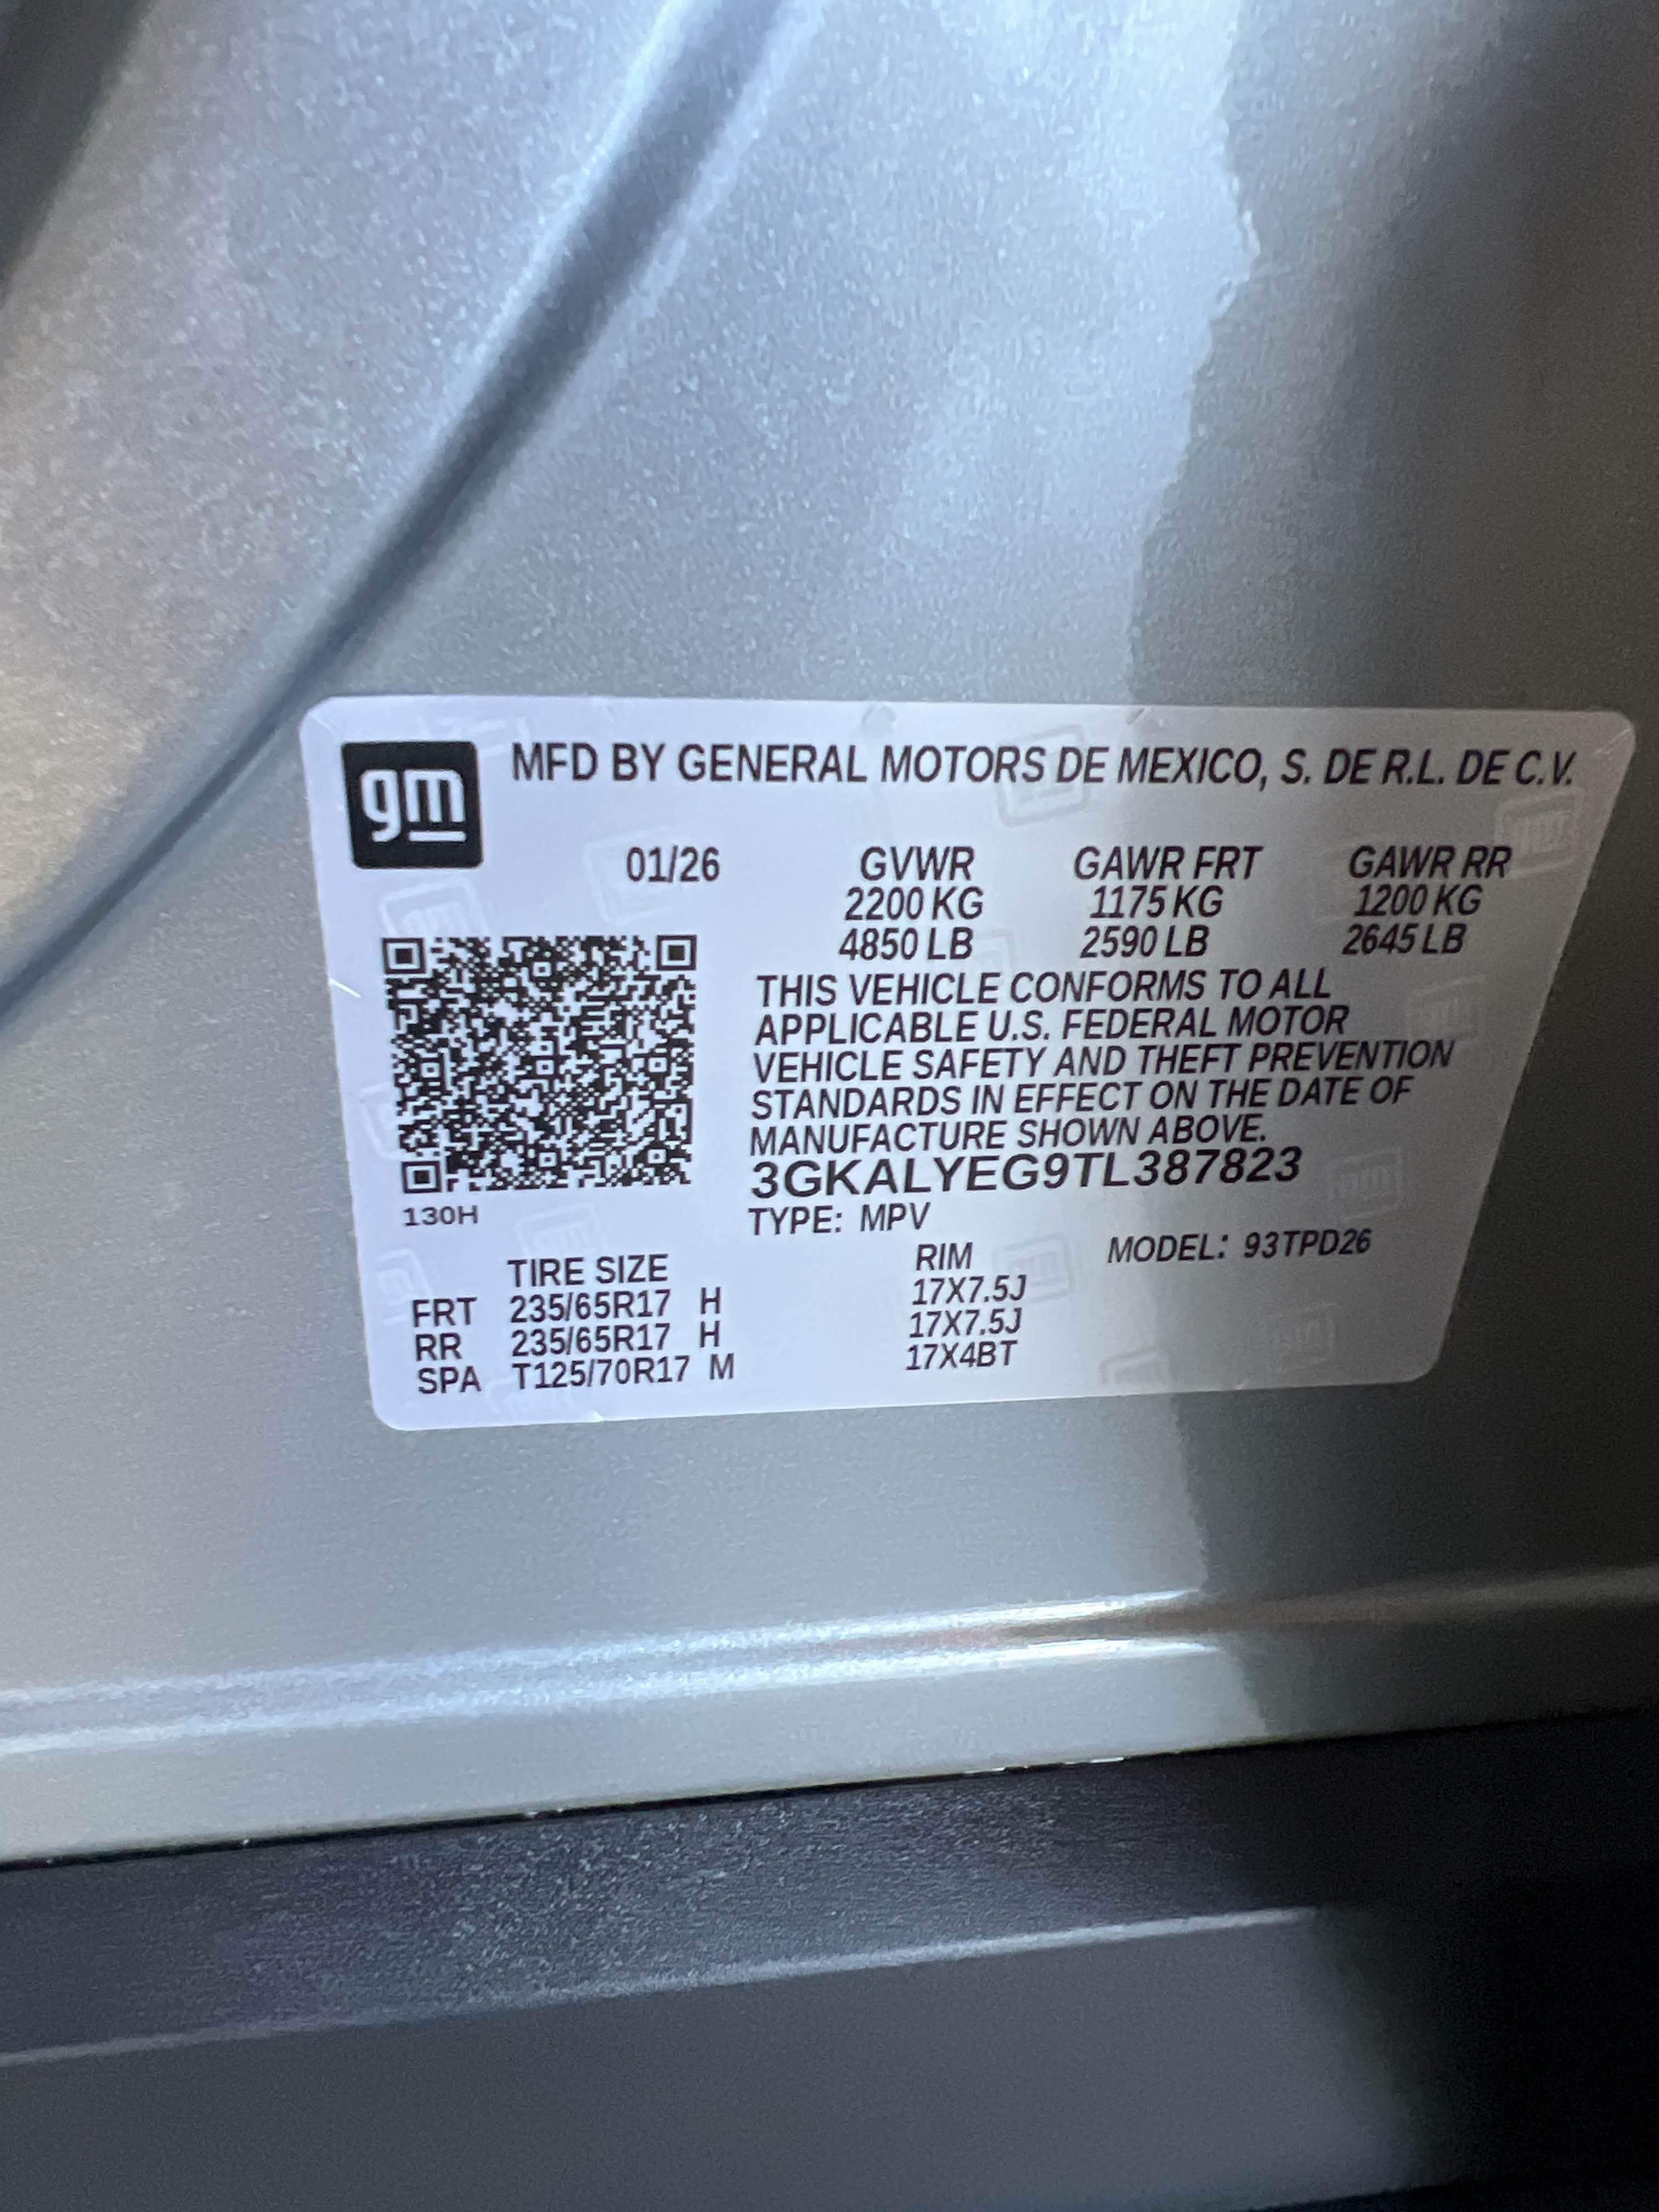 gm MFD BY GENERAL MOTORS DE MEXICO, S. DE R.L. DE C.V.
01/26 GVWR GAWR FRT GAWR RR
2200 KG 1175 KG 1200 KG
4850 LB 2590 LB 2645 LB
THIS VEHICLE CONFORMS TO ALL
APPLICABLE U.S. FEDERAL MOTOR
VEHICLE SAFETY AND THEFT PREVENTION
STANDARDS IN EFFECT ON THE DATE OF
MANUFACTURE SHOWN ABOVE.
3GKALYEG9TL387823
130H TYPE: MPV
TIRE SIZE RIM MODEL: 93TPD26
FRT 235/65R17 H 17X7.5J
RR 235/65R17 H 17X7.5J
SPA T125/70R17 M 17X4BT